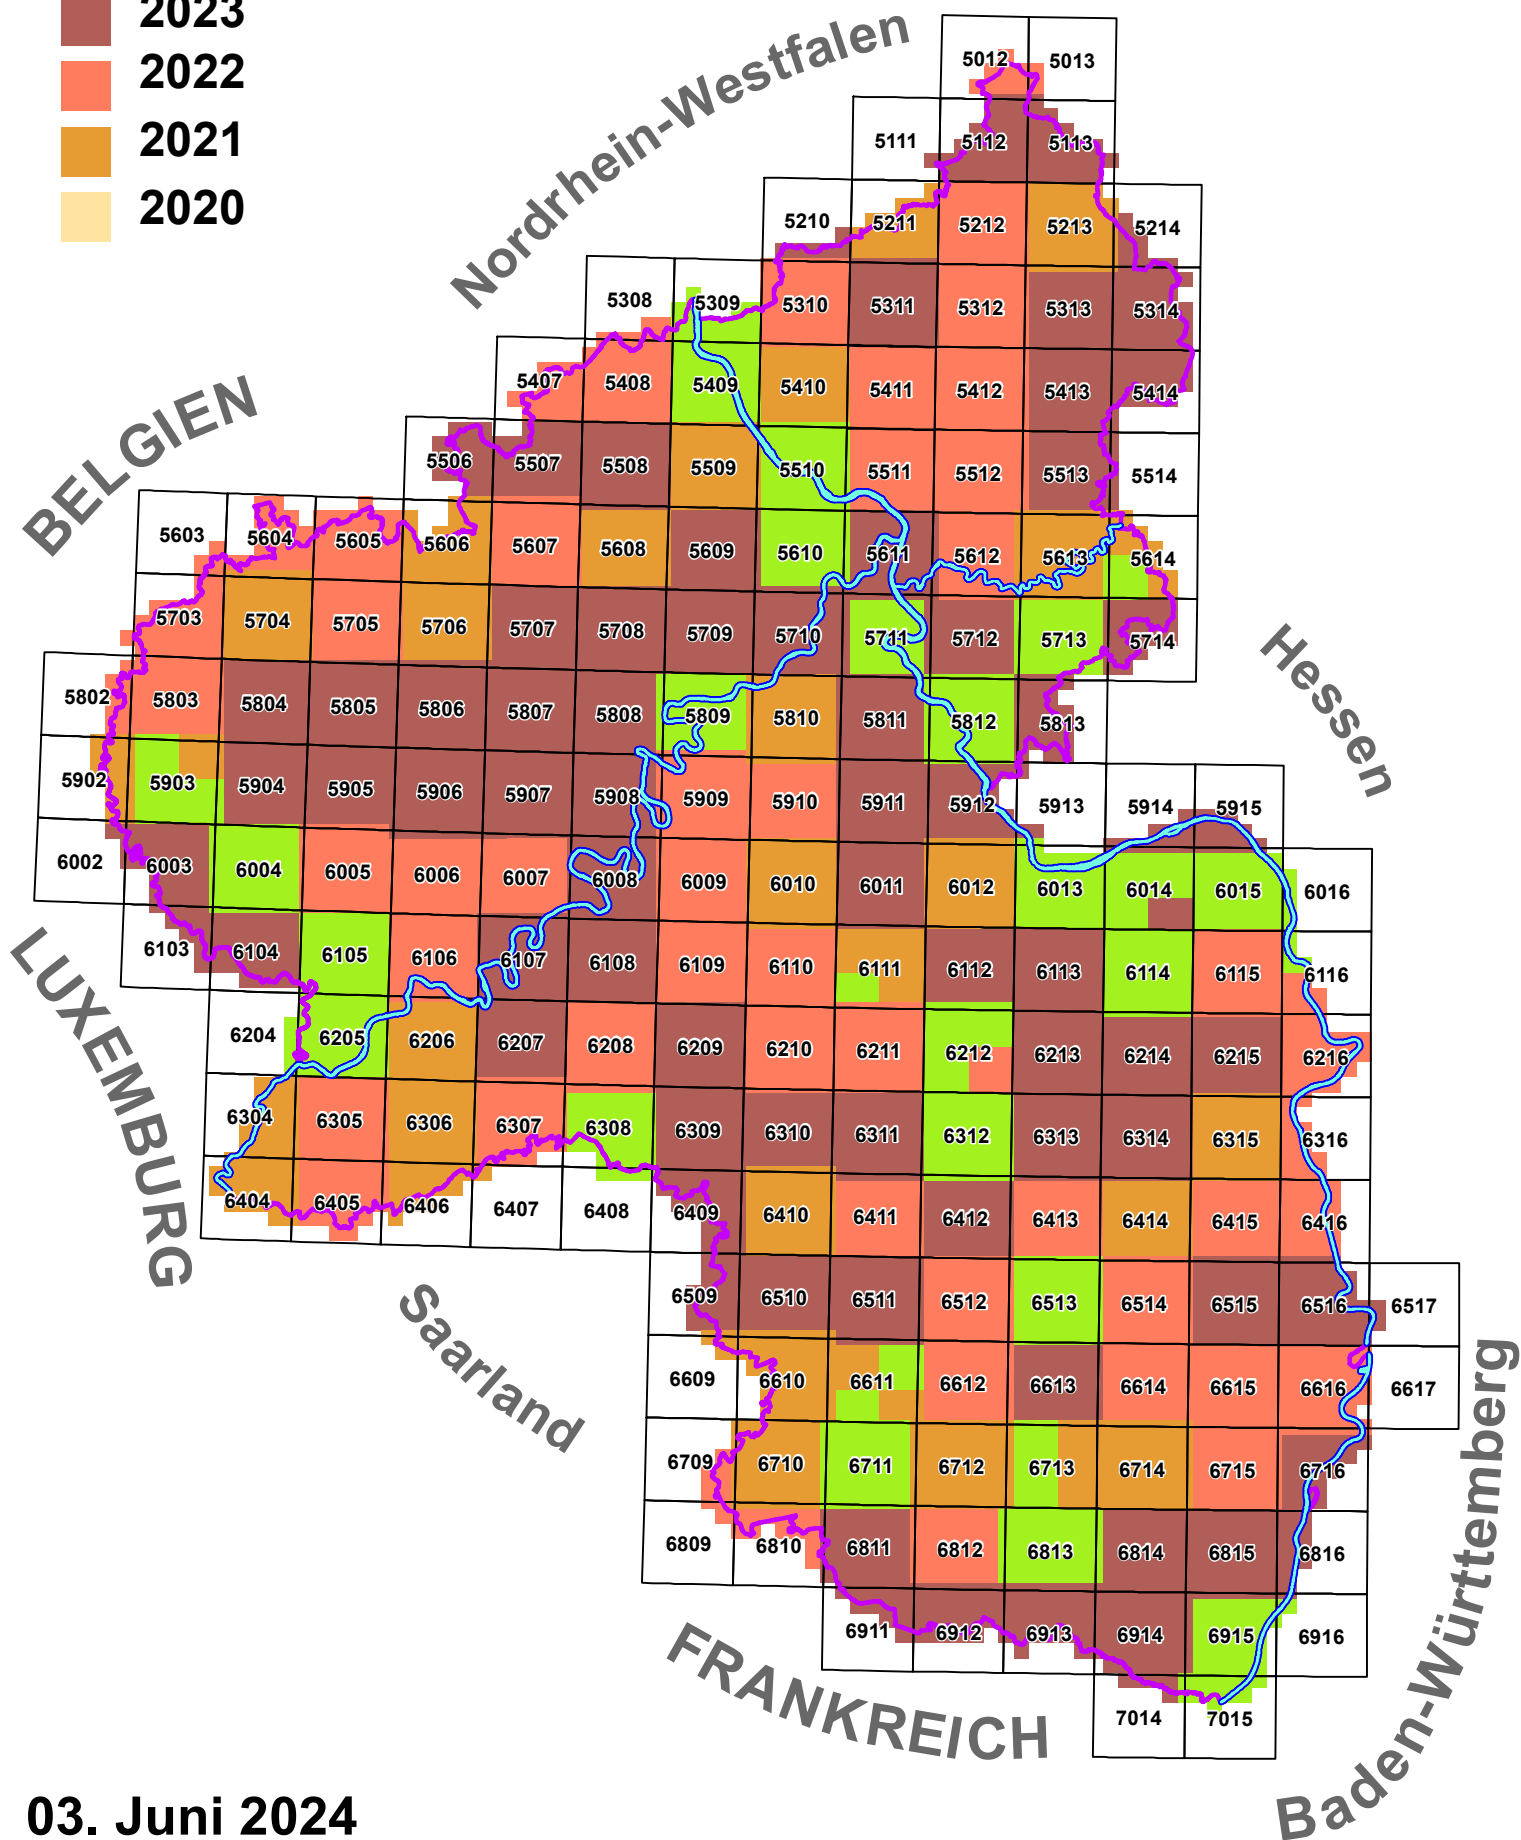 2023
2022
2021
2020
Nordrhein-Westfalen
BELGIEN
LUXEMBURG
Saarland
FRANKREICH
Baden-Württemberg
Hessen
5012 5013
5111 5112 5113
5210 5211 5212 5213 5214
5308 5309 5310 5311 5312 5313 5314
5407 5408 5409 5410 5411 5412 5413 5414
5506 5507 5508 5509 5510 5511 5512 5513 5514
5603 5604 5605 5606 5607 5608 5609 5610 5611 5612 5613 5614
5703 5704 5705 5706 5707 5708 5709 5710 5711 5712 5713 5714
5802 5803 5804 5805 5806 5807 5808 5809 5810 5811 5812 5813
5902 5903 5904 5905 5906 5907 5908 5909 5910 5911 5912 5913 5914 5915
6002 6003 6004 6005 6006 6007 6008 6009 6010 6011 6012 6013 6014 6015 6016
6103 6104 6105 6106 6107 6108 6109 6110 6111 6112 6113 6114 6115 6116
6204 6205 6206 6207 6208 6209 6210 6211 6212 6213 6214 6215 6216
6304 6305 6306 6307 6308 6309 6310 6311 6312 6313 6314 6315 6316
6404 6405 6406 6407 6408 6409 6410 6411 6412 6413 6414 6415 6416
6509 6510 6511 6512 6513 6514 6515 6516 6517
6609 6610 6611 6612 6613 6614 6615 6616 6617
6709 6710 6711 6712 6713 6714 6715 6716
6809 6810 6811 6812 6813 6814 6815 6816
6911 6912 6913 6914 6915 6916
7014 7015
03. Juni 2024